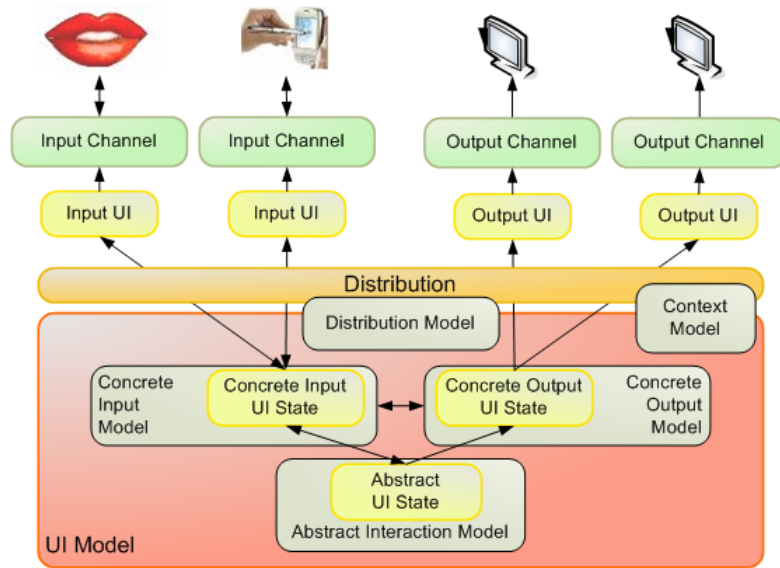 Input Channel
Input Channel
Output Channel
Output Channel
Input UI
Input UI
Output UI
Output UI
Distribution
Distribution Model
Context
Model
Concrete
Input
Model
Concrete Input
UI State
Concrete Output
UI State
Concrete
Output
Model
Abstract
UI State
Abstract Interaction Model
UI Model